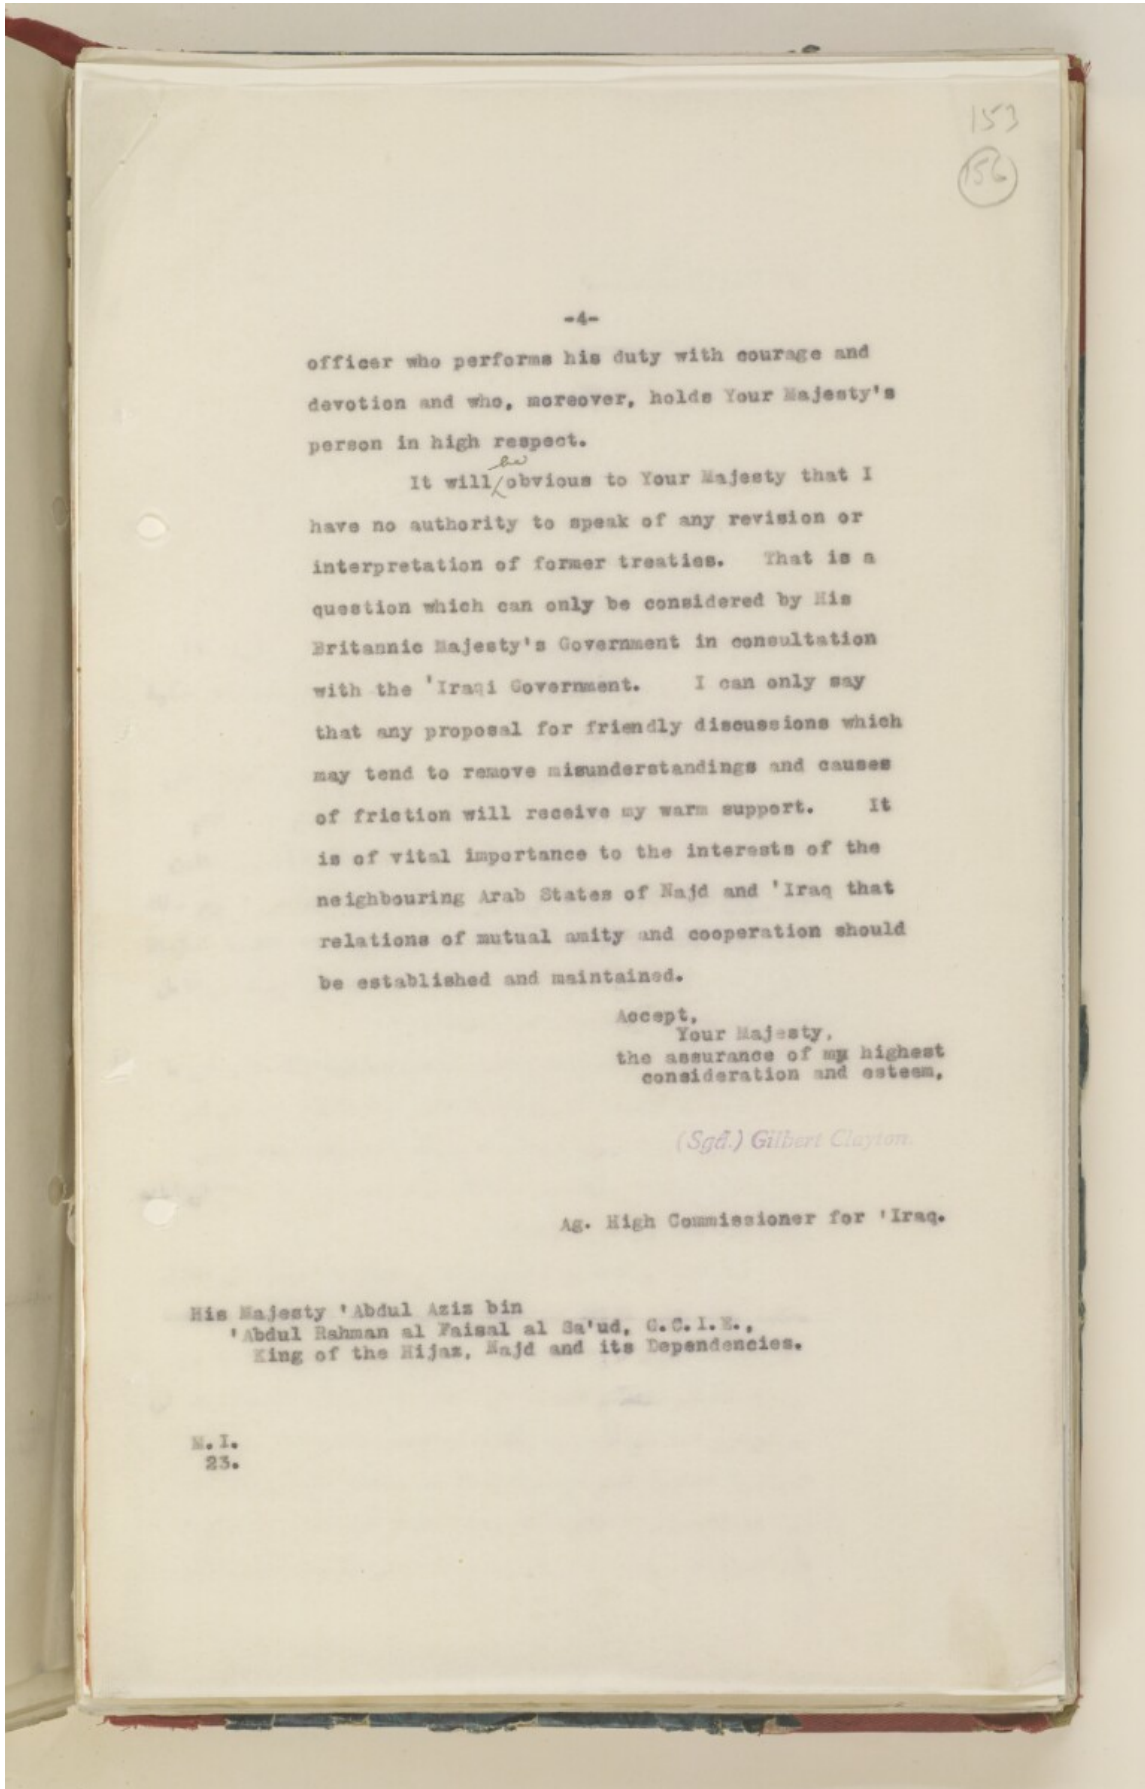 153
156
-4-
officer who performs his duty with courage and
devotion and who, moreover, holds Your Majesty's
person in high respect.
be
It will obvious to Your Majesty that I
have no authority to speak of any revision or
interpretation of former treaties. That is a
question which can only be considered by His
Britannic Majesty's Government in consultation
with the 'Iraqi Government. I can only say
that any proposal for friendly discussions which
may tend to remove misunderstandings and causes
of friction will receive my warm support. It
is of vital importance to the interests of the
neighbouring Arab States of Najd and 'Iraq that
relations of mutual amity and cooperation should
be established and maintained.
Accept,
Your Majesty,
the assurance of my highest
consideration and esteem,
(Sgd.) Gilbert Clayton.
Ag. High Commissioner for 'Iraq.
His Majesty 'Abdul Aziz bin
'Abdul Rahman al Faisal al Sa'ud, G.C.I.E.,
King of the Hijaz, Najd and its Dependencies.
M.I.
23.